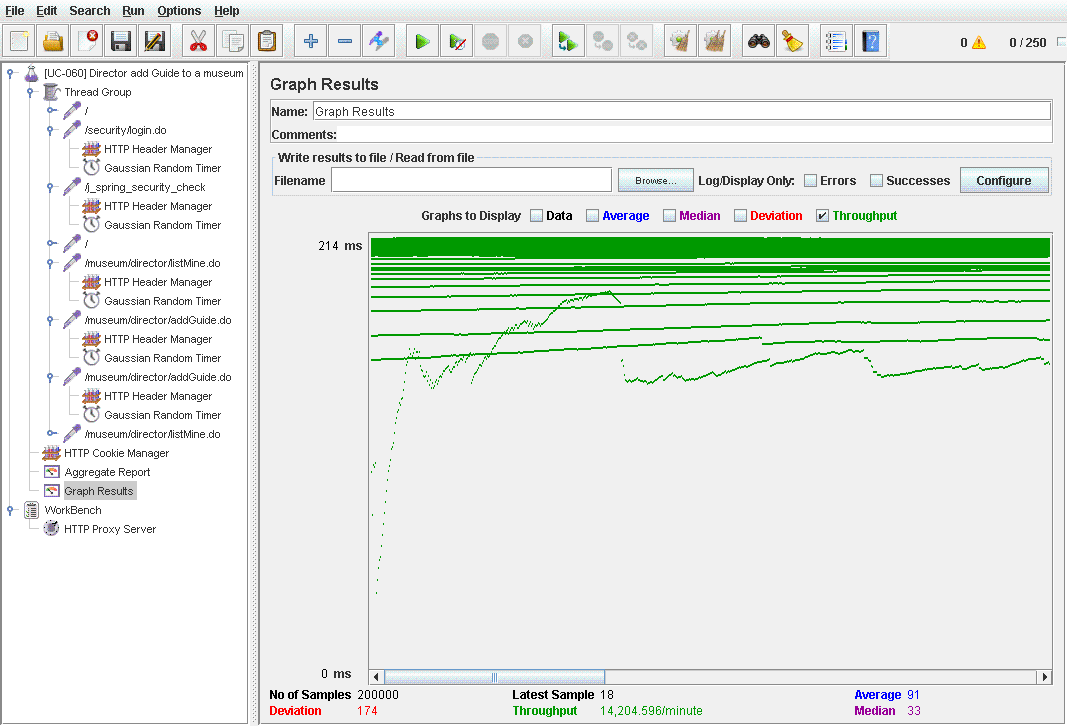 File Edit Search Run Options Help
0 0 / 250
[UC-060] Director add Guide to a museum
Thread Group
/
/security/login.do
HTTP Header Manager
Gaussian Random Timer
/j_spring_security_check
HTTP Header Manager
Gaussian Random Timer
/
/museum/director/listMine.do
HTTP Header Manager
Gaussian Random Timer
/museum/director/addGuide.do
HTTP Header Manager
Gaussian Random Timer
/museum/director/addGuide.do
HTTP Header Manager
Gaussian Random Timer
/museum/director/listMine.do
HTTP Cookie Manager
Aggregate Report
Graph Results
WorkBench
HTTP Proxy Server
Graph Results
Name: Graph Results
Comments:
Write results to file / Read from file
Filename Browse... Log/Display Only: Errors Successes Configure
Graphs to Display Data Average Median Deviation Throughput
214 ms
0 ms
No of Samples 200000 Latest Sample 18 Average 91
Deviation 174 Throughput 14,204.596/minute Median 33